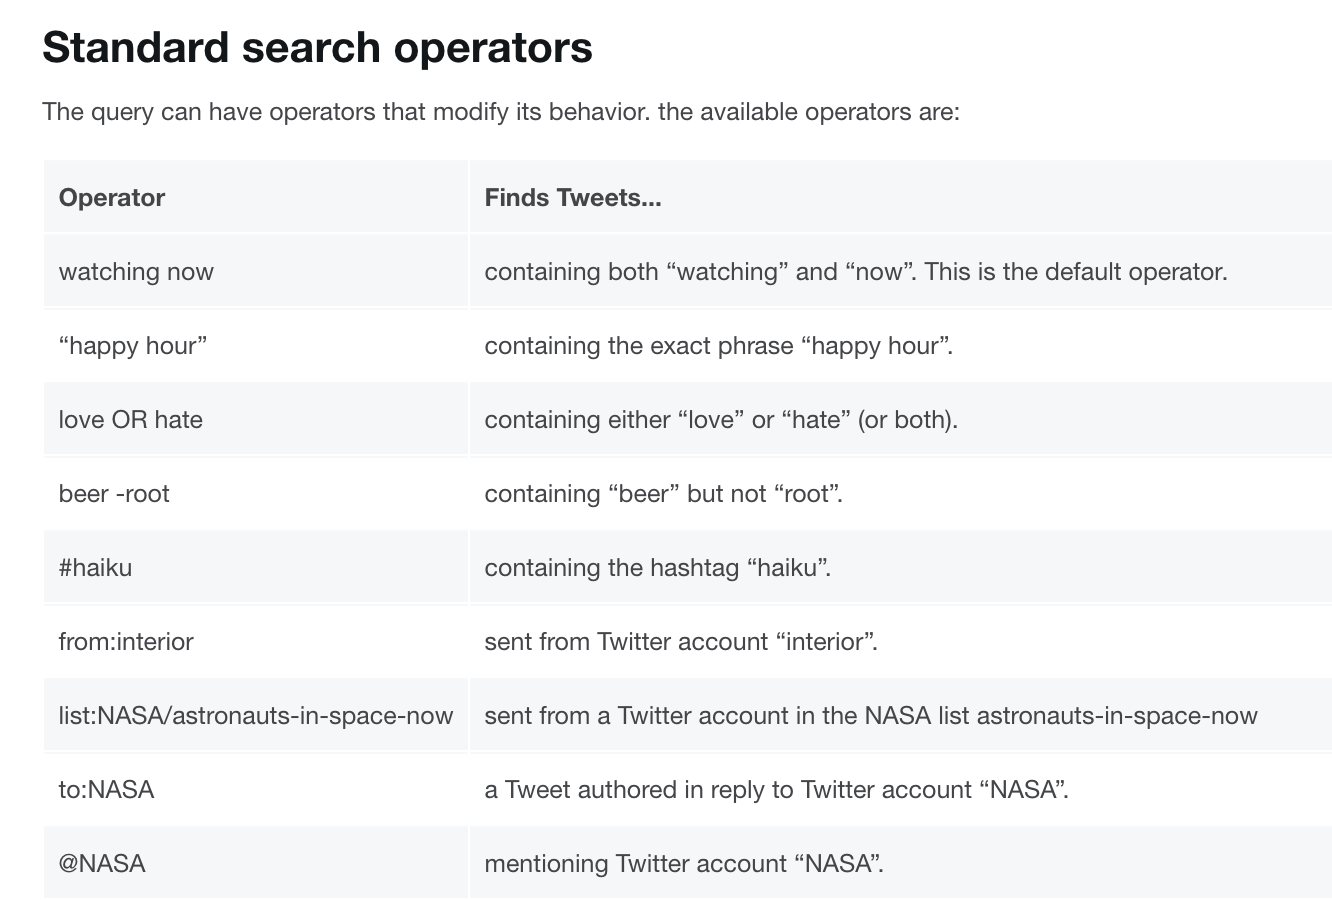 Standard search operators
The query can have operators that modify its behavior. the available operators are:
Operator Finds Tweets...
watching now containing both “watching” and “now”. This is the default operator.
“happy hour” containing the exact phrase “happy hour”.
love OR hate containing either “love” or “hate” (or both).
beer -root containing “beer” but not “root”.
#haiku containing the hashtag “haiku”.
from:interior sent from Twitter account “interior”.
list:NASA/astronauts-in-space-now sent from a Twitter account in the NASA list astronauts-in-space-now
to:NASA a Tweet authored in reply to Twitter account “NASA”.
@NASA mentioning Twitter account “NASA”.